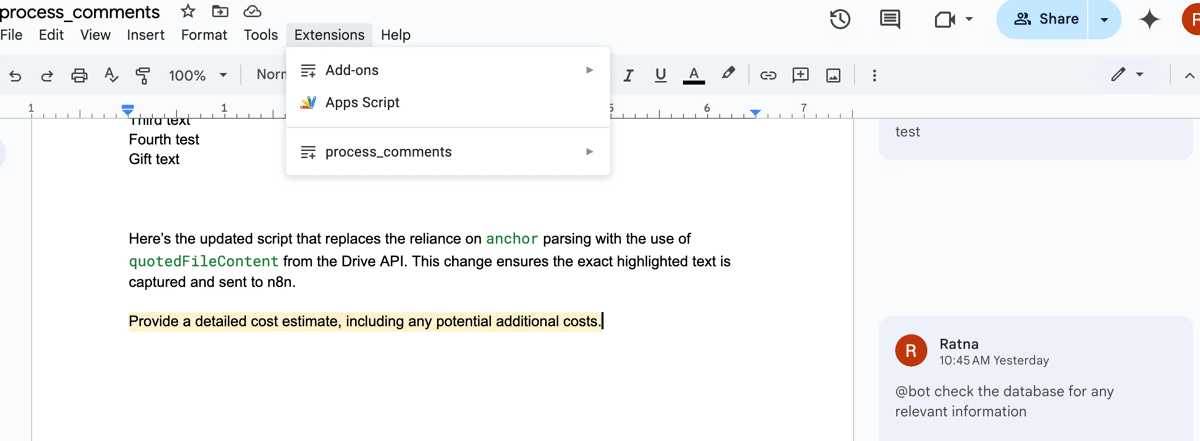 process_comments
File Edit View Insert Format Tools Extensions Help
Share
R
100%
Norr
Add-ons
Apps Script
process_comments
1 1 6 7
Third text
Fourth test
Gift text
Here's the updated script that replaces the reliance on anchor parsing with the use of
quotedFileContent from the Drive API. This change ensures the exact highlighted text is
captured and sent to n8n.
Provide a detailed cost estimate, including any potential additional costs.
test
R
Ratna
10:45 AM Yesterday
@bot check the database for any
relevant information